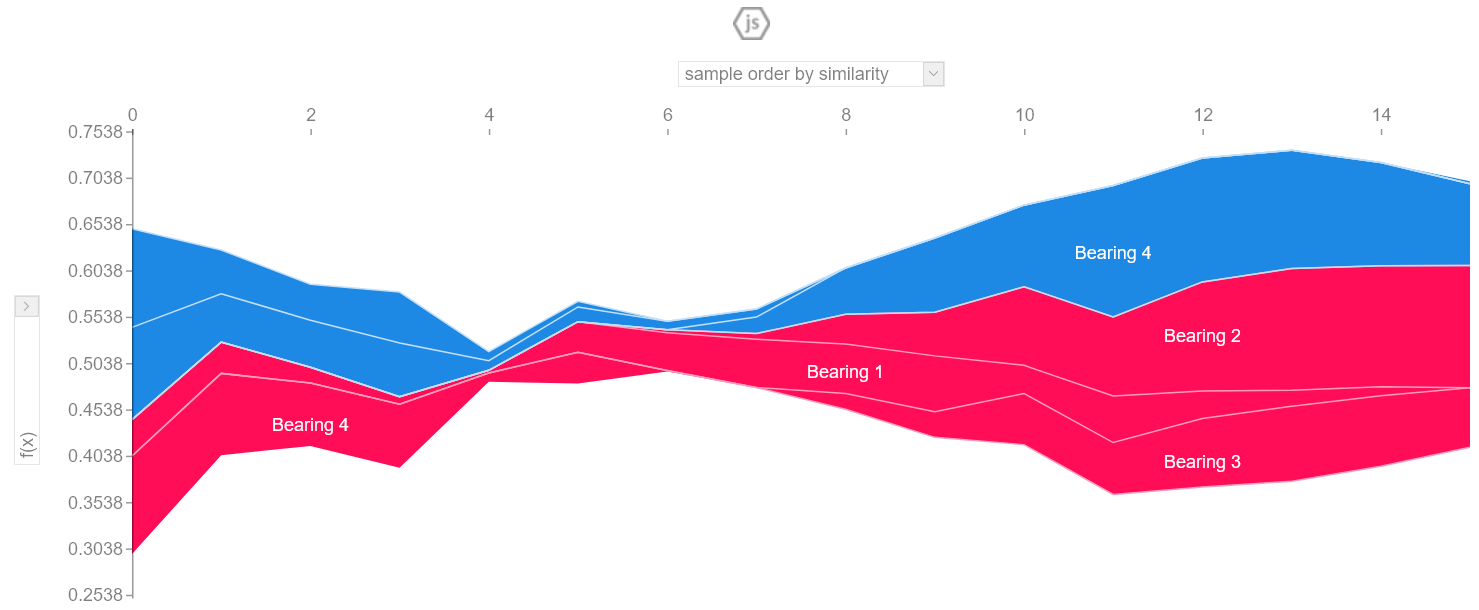 js
sample order by similarity
0 2 4 6 8 10 12 14
0.7538
0.7038
0.6538
Bearing 4
0.6038
0.5538
Bearing 2
0.5038
Bearing 1
0.4538
Bearing 4
f(x)
0.4038
Bearing 3
0.3538
0.3038
0.2538